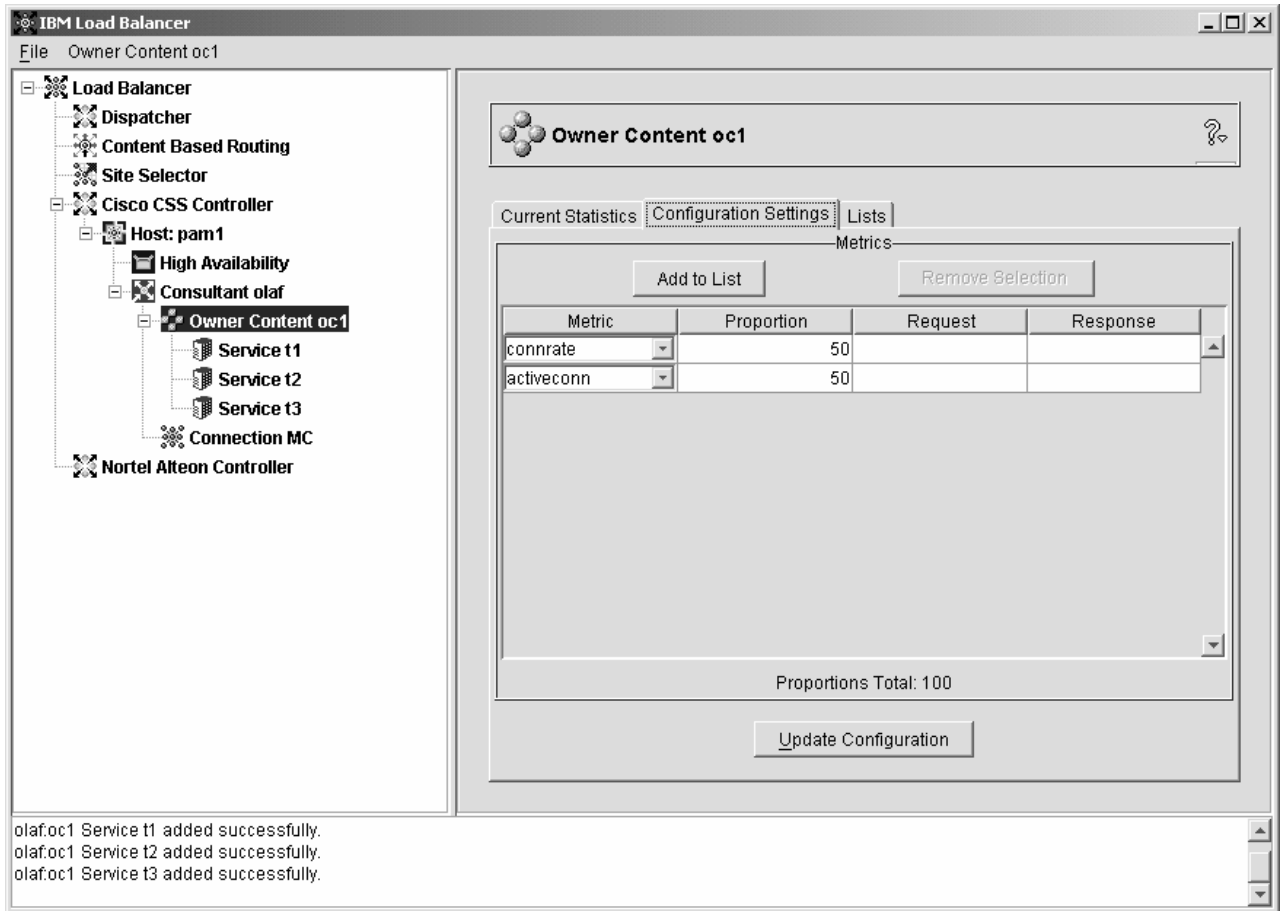 IBM Load Balancer
File Owner Content oc1
Load Balancer
Dispatcher
Content Based Routing
Site Selector
Cisco CSS Controller
Host: pam1
High Availability
Consultant olaf
Owner Content oc1
Service t1
Service t2
Service t3
Connection MC
Nortel Alteon Controller
Owner Content oc1
?
Current Statistics Configuration Settings Lists
Metrics
Add to List Remove Selection
Metric Proportion Request Response
connrate 50
activeconn 50
Proportions Total: 100
Update Configuration
olaf:oc1 Service t1 added successfully.
olaf:oc1 Service t2 added successfully.
olaf:oc1 Service t3 added successfully.